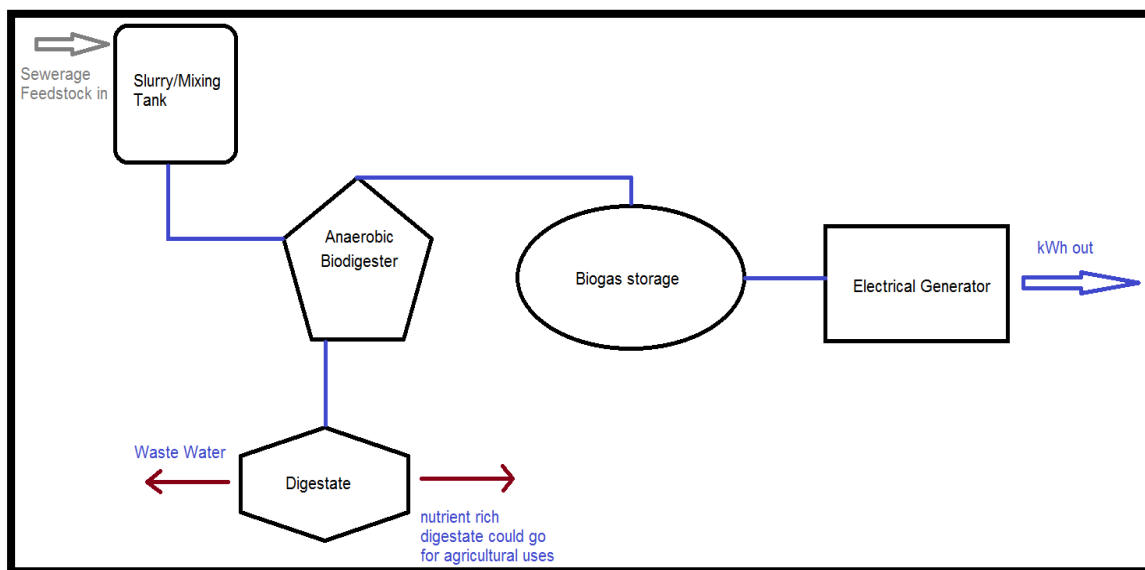 Sewerage
Feedstock in
Slurry/Mixing
Tank
Anaerobic
Biodigester
Biogas storage
Electrical Generator
kWh out
Waste Water
Digestate
nutrient rich
digestate could go
for agricultural uses